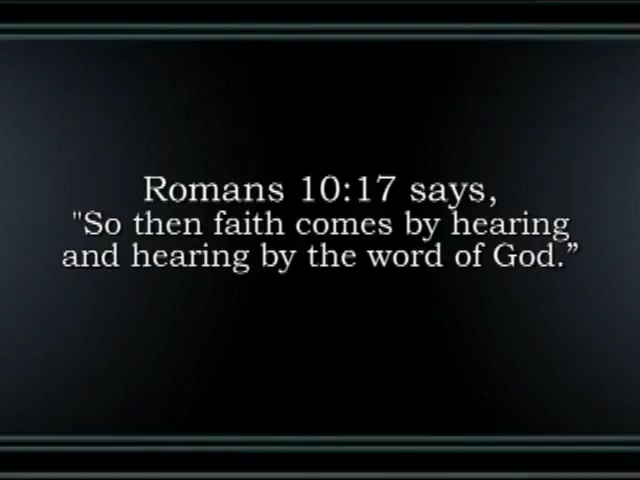 Romans 10:17 says,
"So then faith comes by hearing
and hearing by the word of God.”